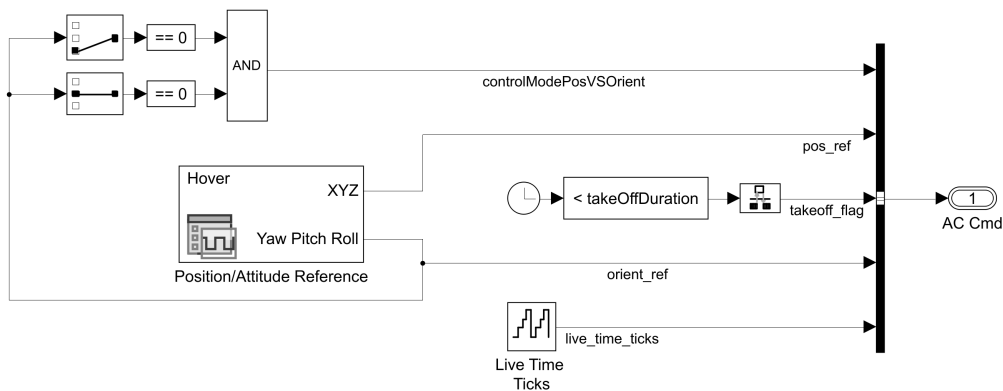 == 0
== 0
AND
controlModePosVSOrient
Hover
XYZ
Yaw Pitch Roll
Position/Attitude Reference
pos_ref
< takeOffDuration
takeoff_flag
1
AC Cmd
orient_ref
live_time_ticks
Live Time
Ticks